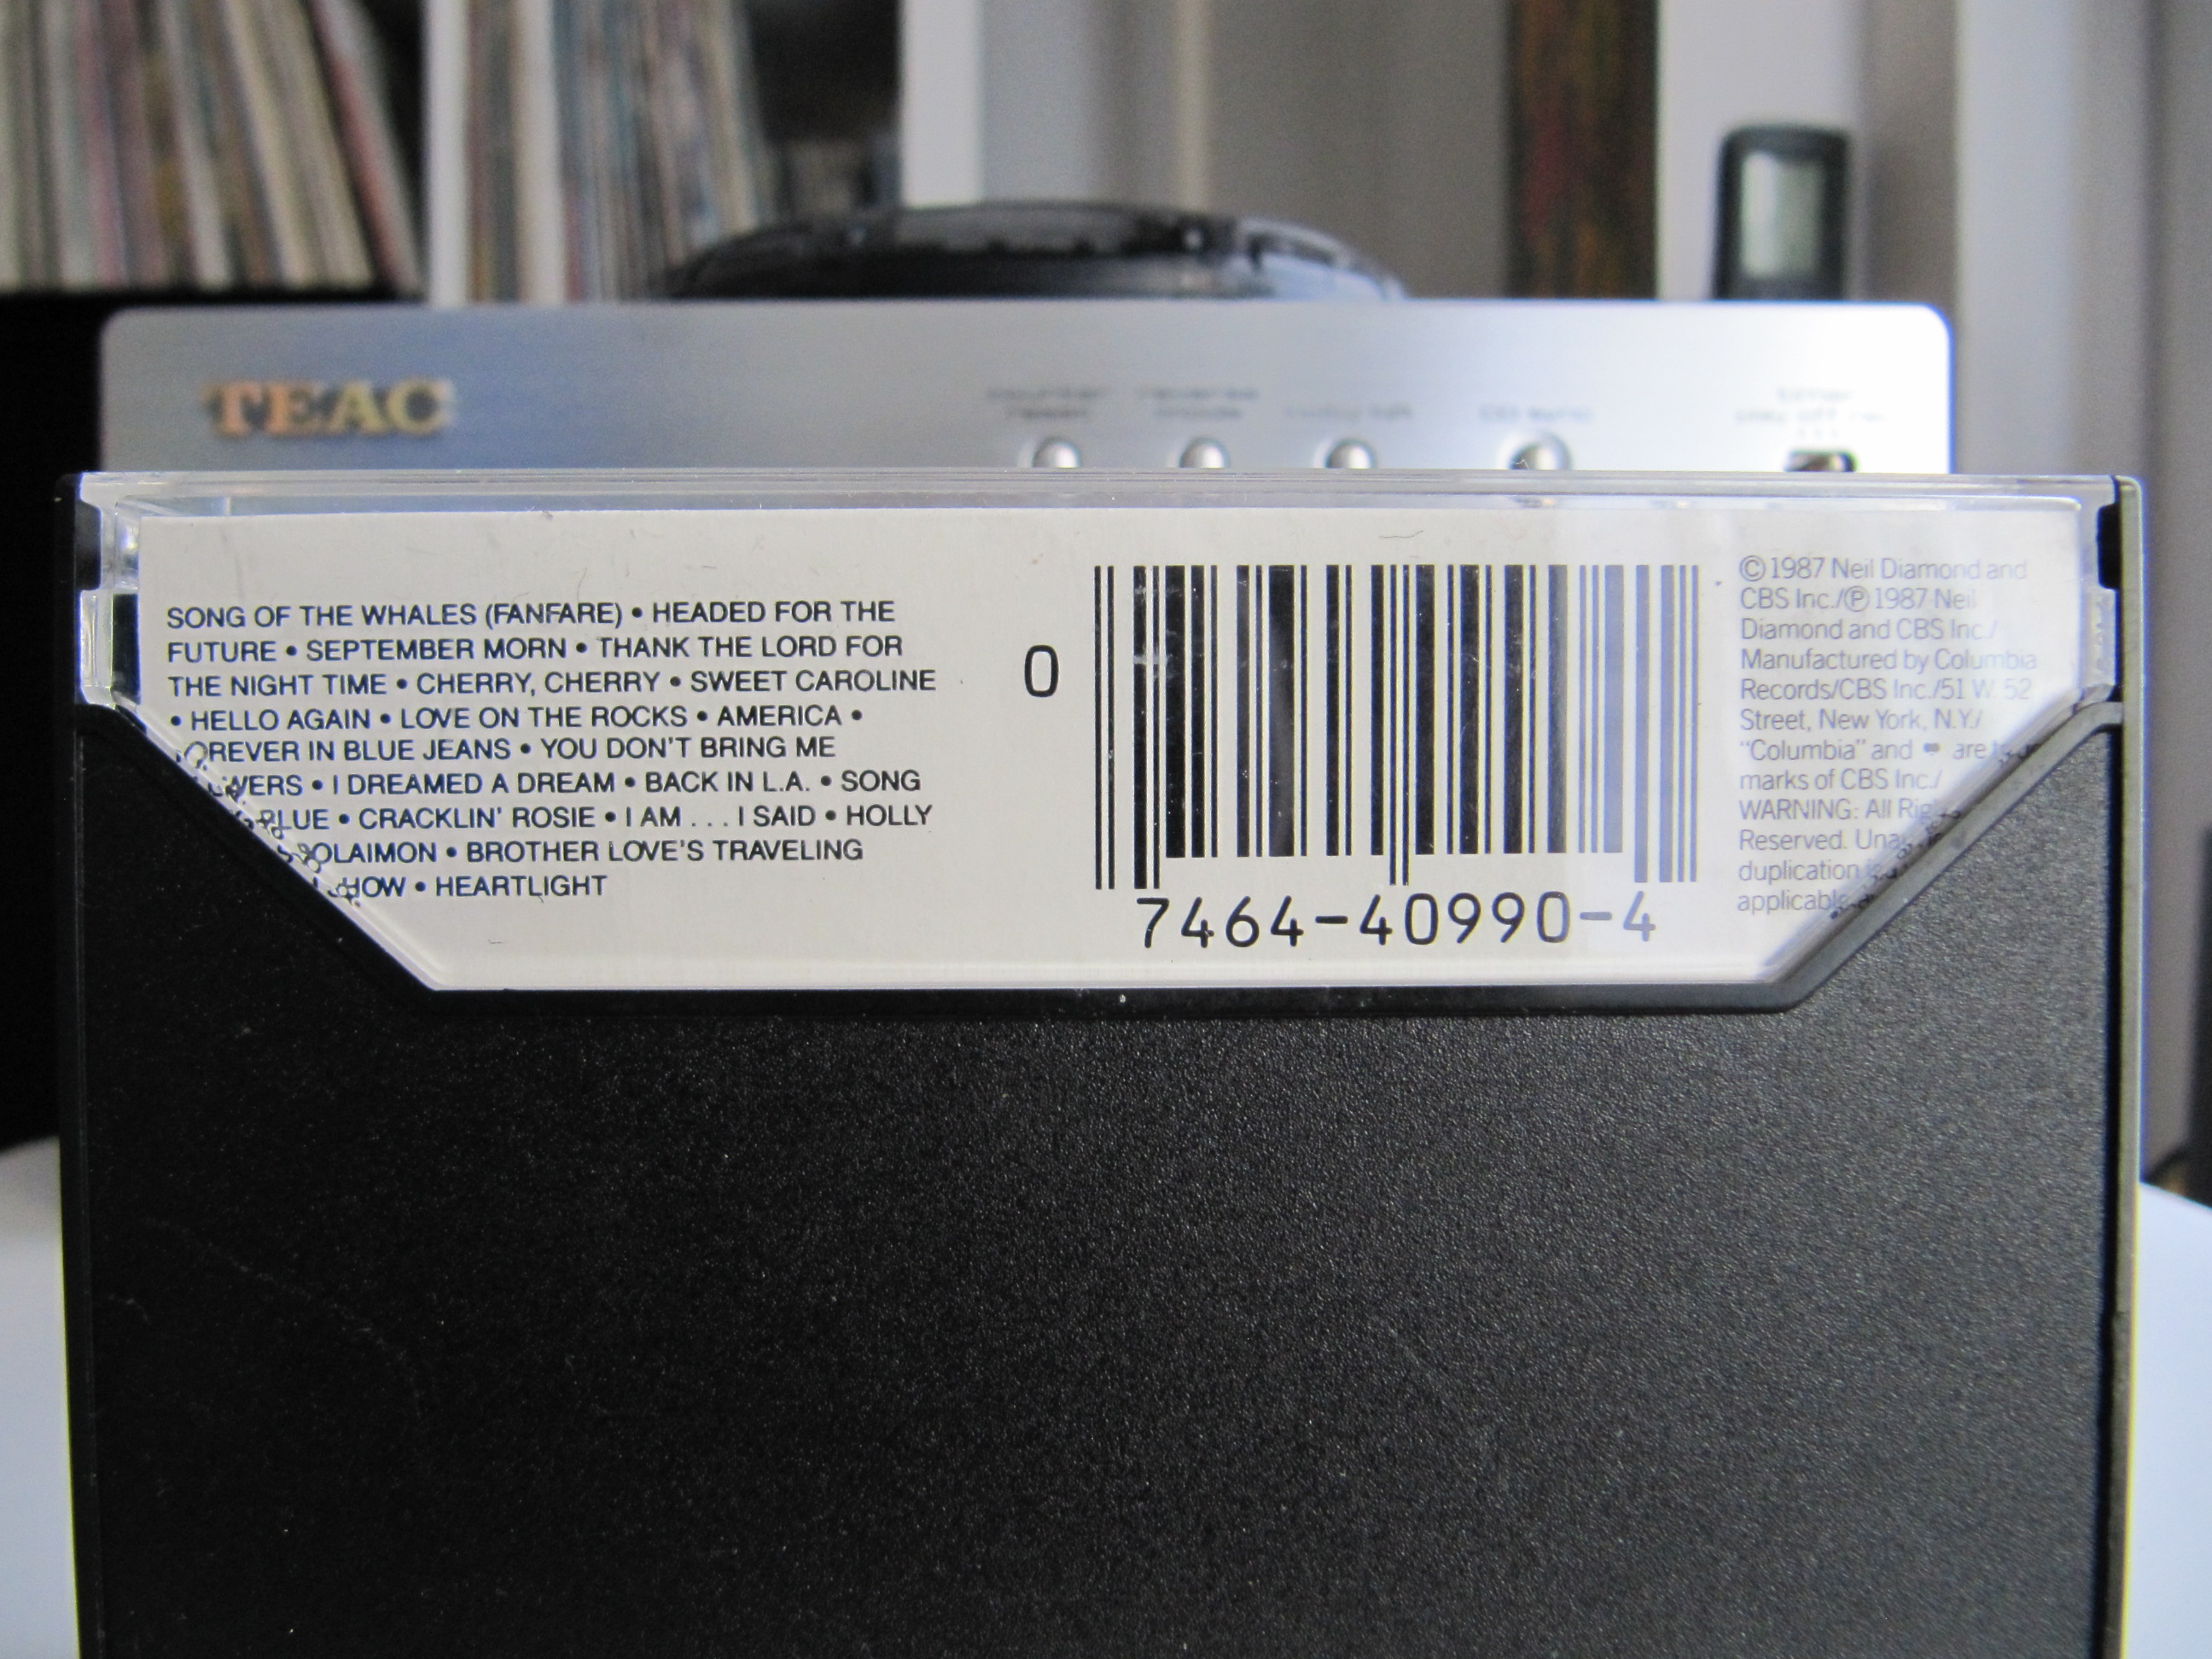 TEAC
SONG OF THE WHALES (FANFARE) • HEADED FOR THE
FUTURE • SEPTEMBER MORN • THANK THE LORD FOR
THE NIGHT TIME • CHERRY, CHERRY • SWEET CAROLINE
• HELLO AGAIN • LOVE ON THE ROCKS • AMERICA •
FOREVER IN BLUE JEANS • YOU DON'T BRING ME
• I DREAMED A DREAM • BACK IN L.A. • SONG
BLUE • CRACKLIN' ROSIE • I AM . . . I SAID • HOLLY
• BROTHER LOVE'S TRAVELING
SHOW • HEARTLIGHT
0
7464-40990-4
© 1987 Neil Diamond and
CBS Inc./Ⓟ 1987 Neil
Diamond and CBS Inc./
Manufactured by Columbia
Records/CBS Inc./51 W. 52
Street, New York, N.Y./
"Columbia" and are
marks of CBS Inc./
WARNING: All
Reserved.
duplication
applicable